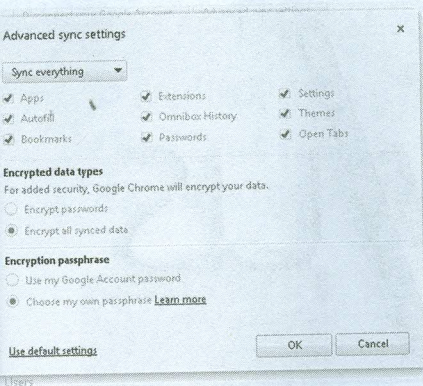 Advanced sync settings
×
Sync everything
Apps Extensions Settings
Autofill Omnibox History Themes
Bookmarks Passwords Open Tabs
Encrypted data types
For added security, Google Chrome will encrypt your data.
Encrypt passwords
Encrypt all synced data
Encryption passphrase
Use my Google Account password
Choose my own passphrase Learn more
Use default settings OK Cancel
Users